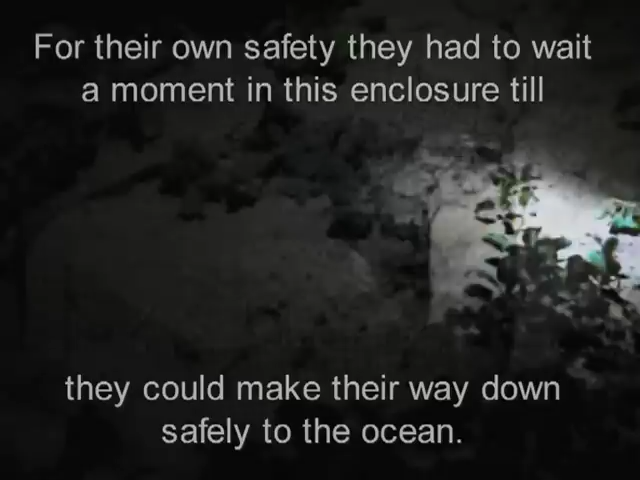 For their own safety they had to wait
a moment in this enclosure till
they could make their way down
safely to the ocean.